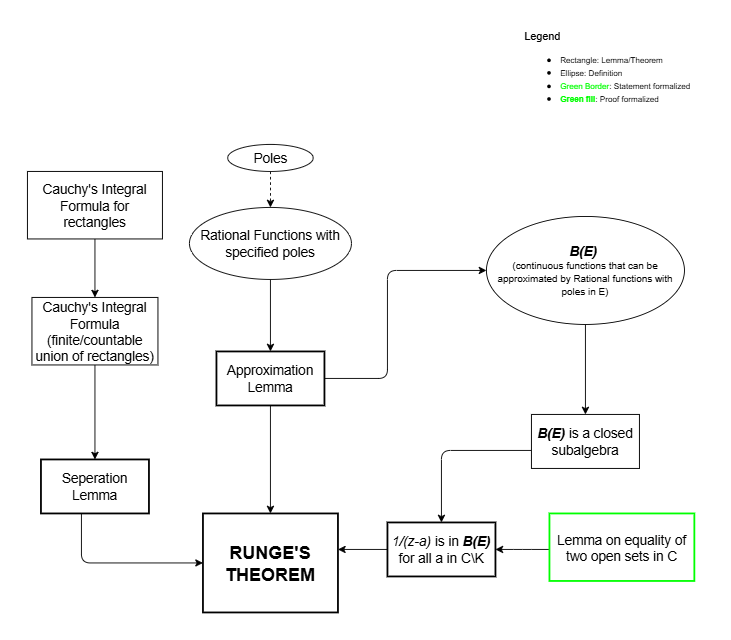 Legend
Rectangle: Lemma/Theorem
Ellipse: Definition
Green Border: Statement formalized
Green fill: Proof formalized
Poles
Cauchy's Integral
Formula for
rectangles
Rational Functions with
specified poles
B(E)
(continuous functions that can be
approximated by Rational functions with
poles in E)
Cauchy's Integral
Formula
(finite/countable
union of rectangles)
Approximation
Lemma
B(E) is a closed
subalgebra
Seperation
Lemma
RUNGE'S
THEOREM
1/(z-a) is in B(E)
for all a in C\K
Lemma on equality of
two open sets in C